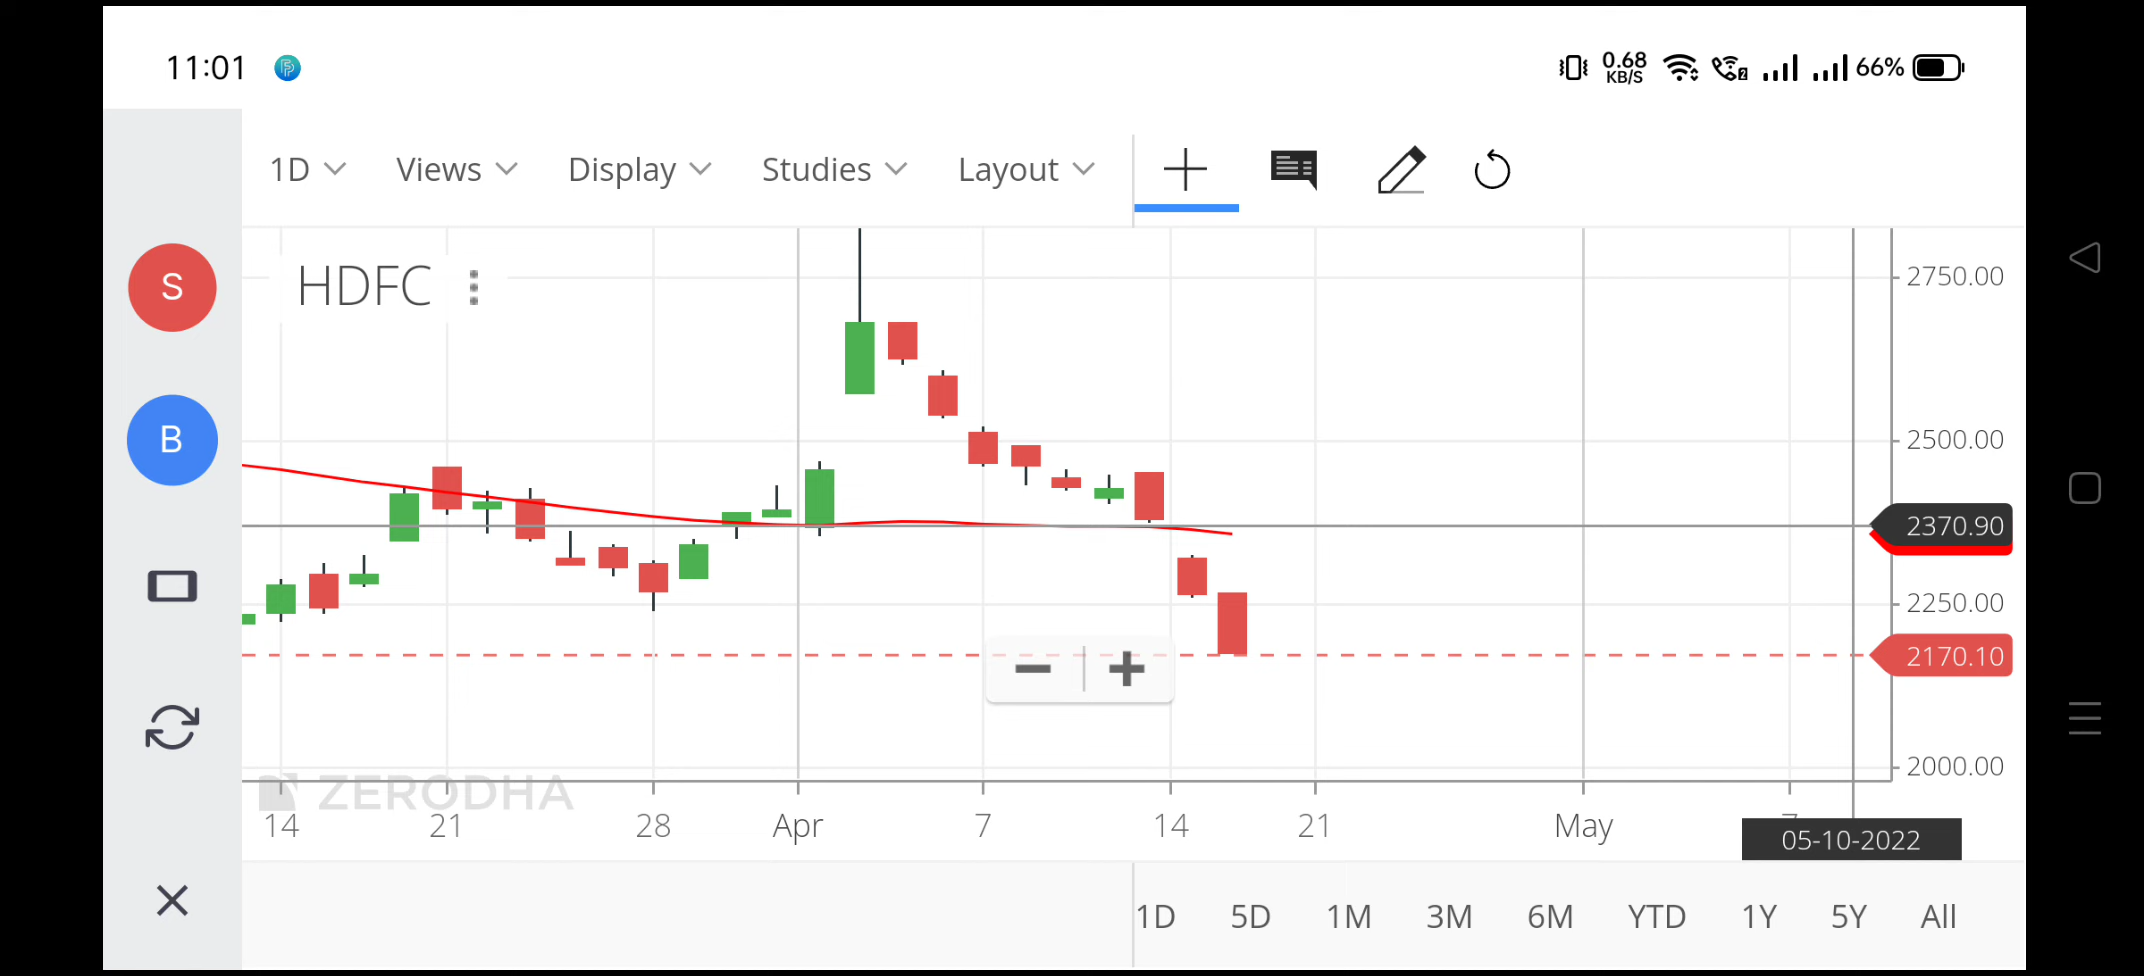 11:01
0.68
KB/S
2
66%
1D Views Display Studies Layout
S
HDFC
2750.00
B
2500.00
2370.90
2250.00
2170.10
2000.00
ZERODHA
14 21 28 Apr 7 14 21 May 7
05-10-2022
1D 5D 1M 3M 6M YTD 1Y 5Y All